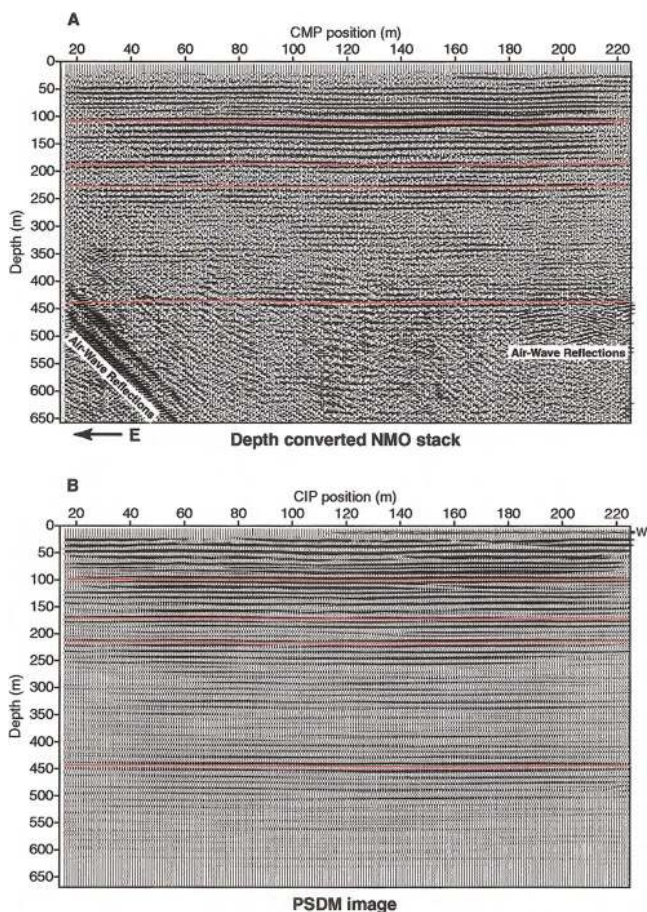 A
CMP position (m)
20 40 60 80 100 120 140 160 180 200 220
0
50
100
150
200
250
300
350
400
450
500
550
600
650
Depth (m)
Air-Wave Reflections
Air-Wave Reflections
E
Depth converted NMO stack
B
CIP position (m)
20 40 60 80 100 120 140 160 180 200 220
0
50
100
150
200
250
300
350
400
450
500
550
600
650
Depth (m)
W
PSDM image